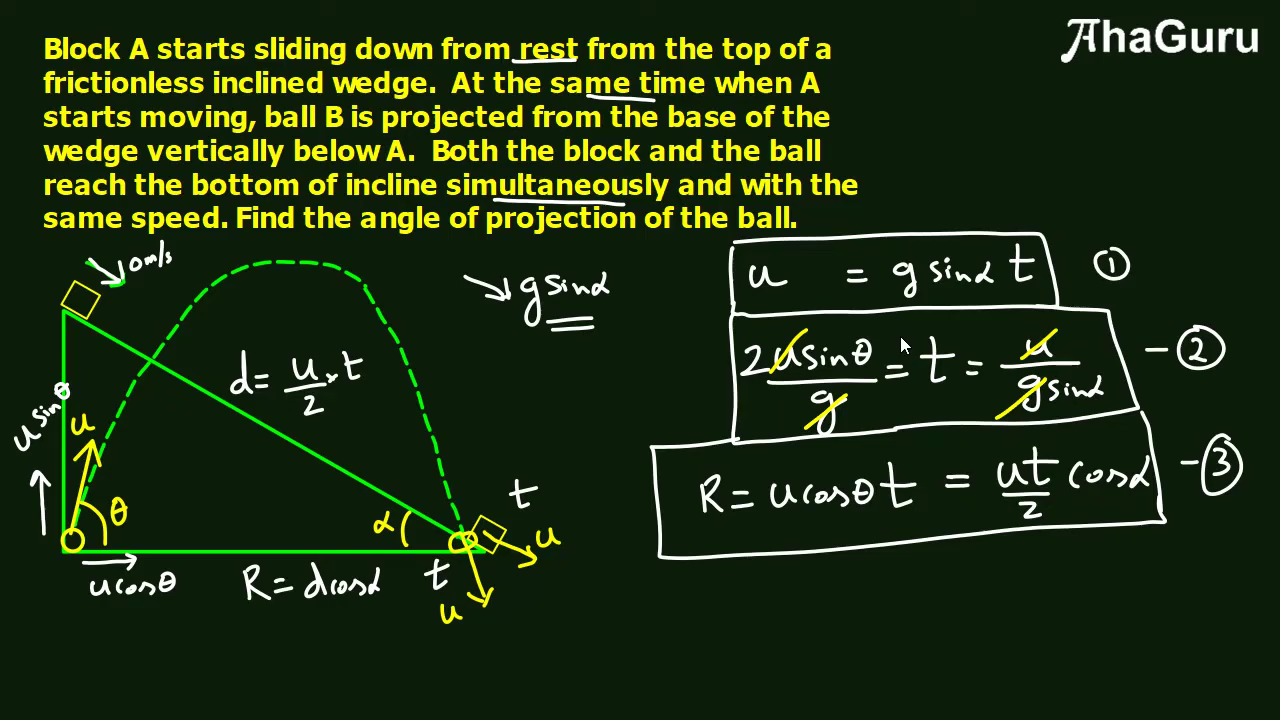 AhaGuru
Block A starts sliding down from rest from the top of a
frictionless inclined wedge. At the same time when A
starts moving, ball B is projected from the base of the
wedge vertically below A. Both the block and the ball
reach the bottom of incline simultaneously and with the
same speed. Find the angle of projection of the ball.
0 m/s
g sinα
d = u/2 × t
u sinθ
u
θ
α
t
u
u cosθ
R = d cosα
t
u
u = g sinα t ①
2u sinθ/g = t = u/g sinα - ②
R = u cosθ t = ut/2 cosα - ③